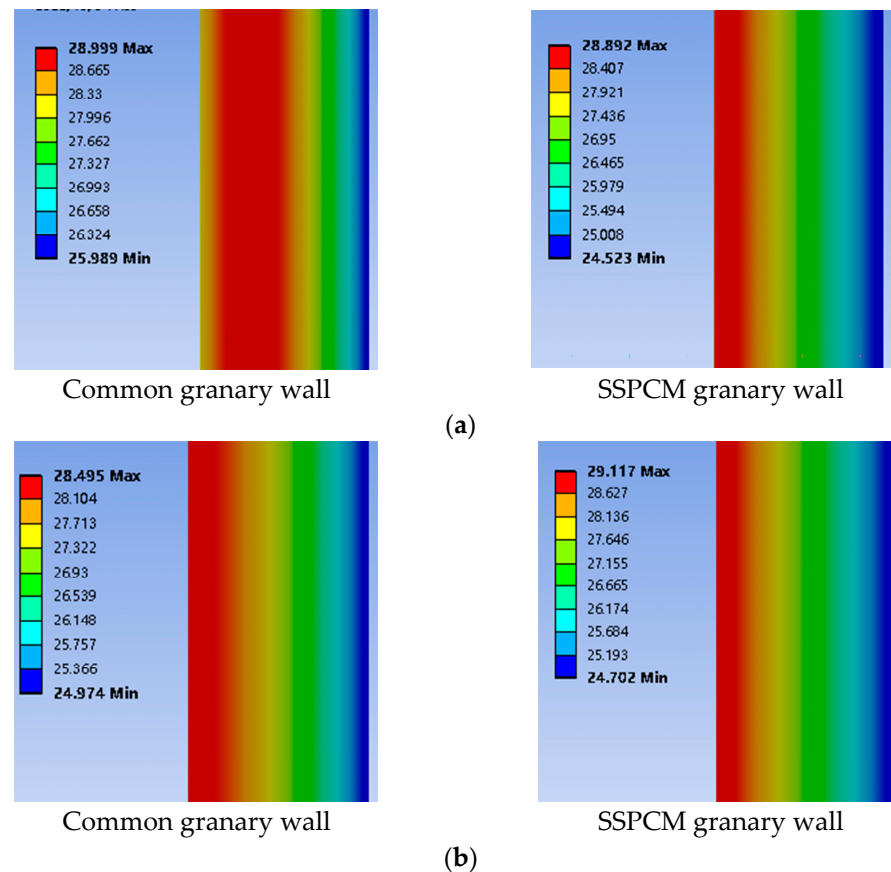 28.999 Max
28.665
28.33
27.996
27.662
27.327
26.993
26.658
26.324
25.989 Min
28.892 Max
28.407
27.921
27.436
26.95
26.465
25.979
25.494
25.008
24.523 Min
Common granary wall
SSPCM granary wall
(a)
28.495 Max
28.104
27.713
27.322
26.93
26.539
26.148
25.757
25.366
24.974 Min
29.117 Max
28.627
28.136
27.646
27.155
26.665
26.174
25.684
25.193
24.702 Min
Common granary wall
SSPCM granary wall
(b)